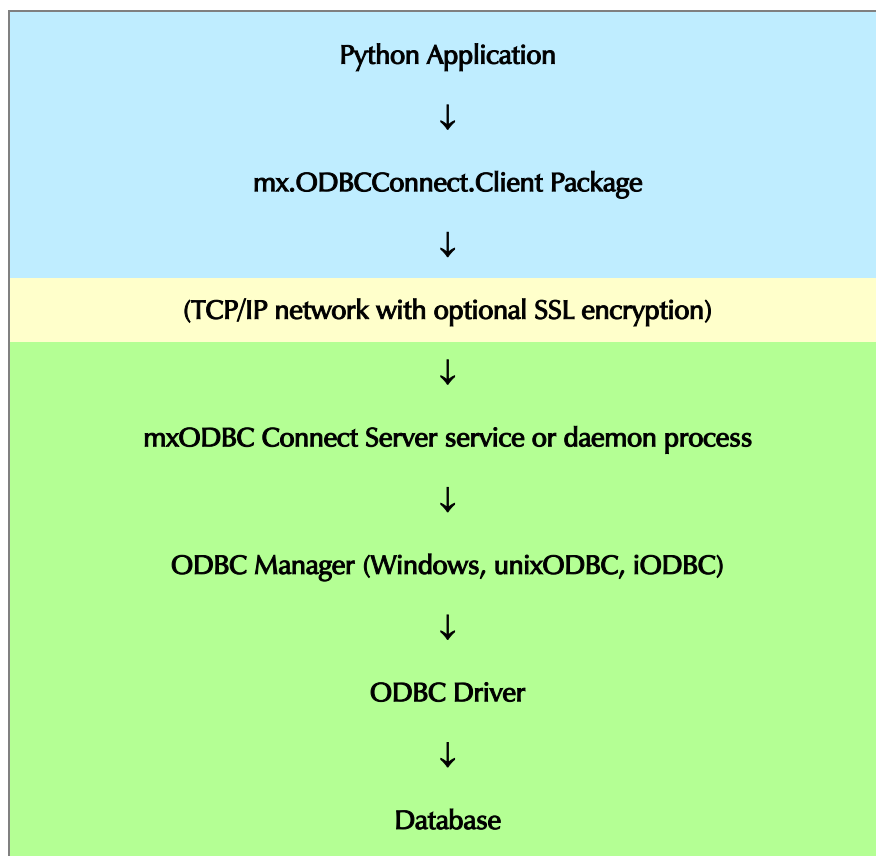 Python Application
↓
mx.ODBCConnect.Client Package
↓
(TCP/IP network with optional SSL encryption)
↓
mxODBC Connect Server service or daemon process
↓
ODBC Manager (Windows, unixODBC, iODBC)
↓
ODBC Driver
↓
Database